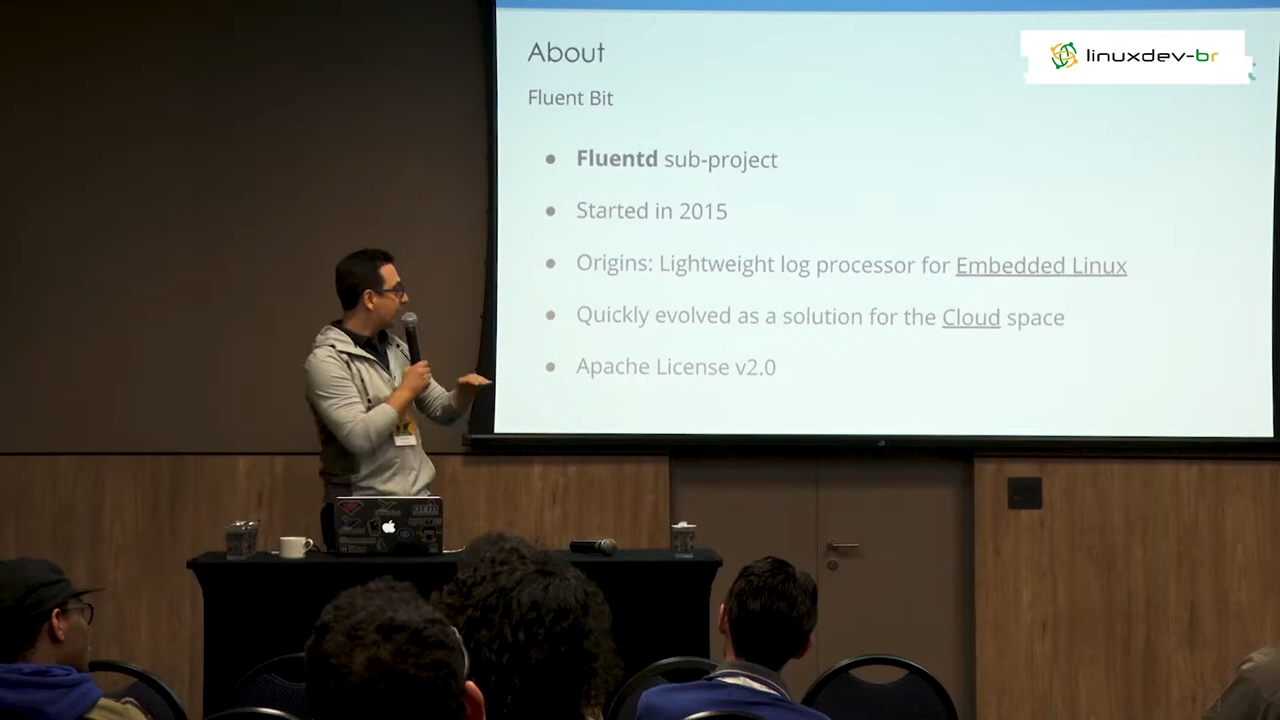 About
linuxdev-br
Fluent Bit
● Fluentd sub-project
● Started in 2015
● Origins: Lightweight log processor for Embedded Linux
● Quickly evolved as a solution for the Cloud space
● Apache License v2.0
arm